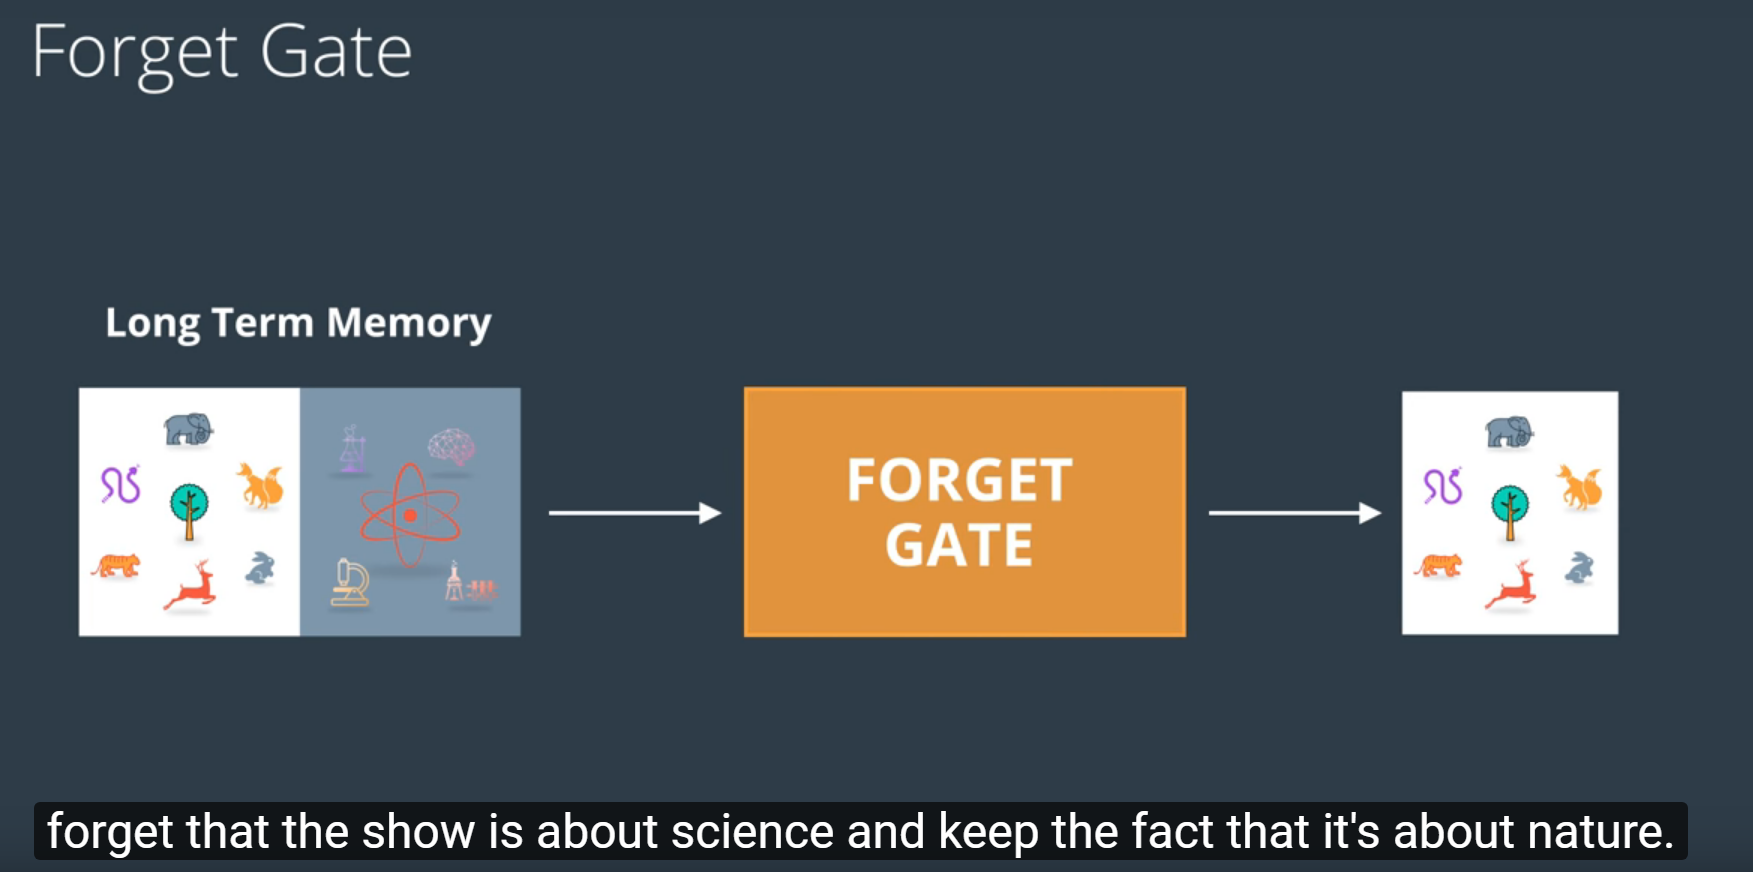 Forget Gate
Long Term Memory
FORGET
GATE
forget that the show is about science and keep the fact that it's about nature.